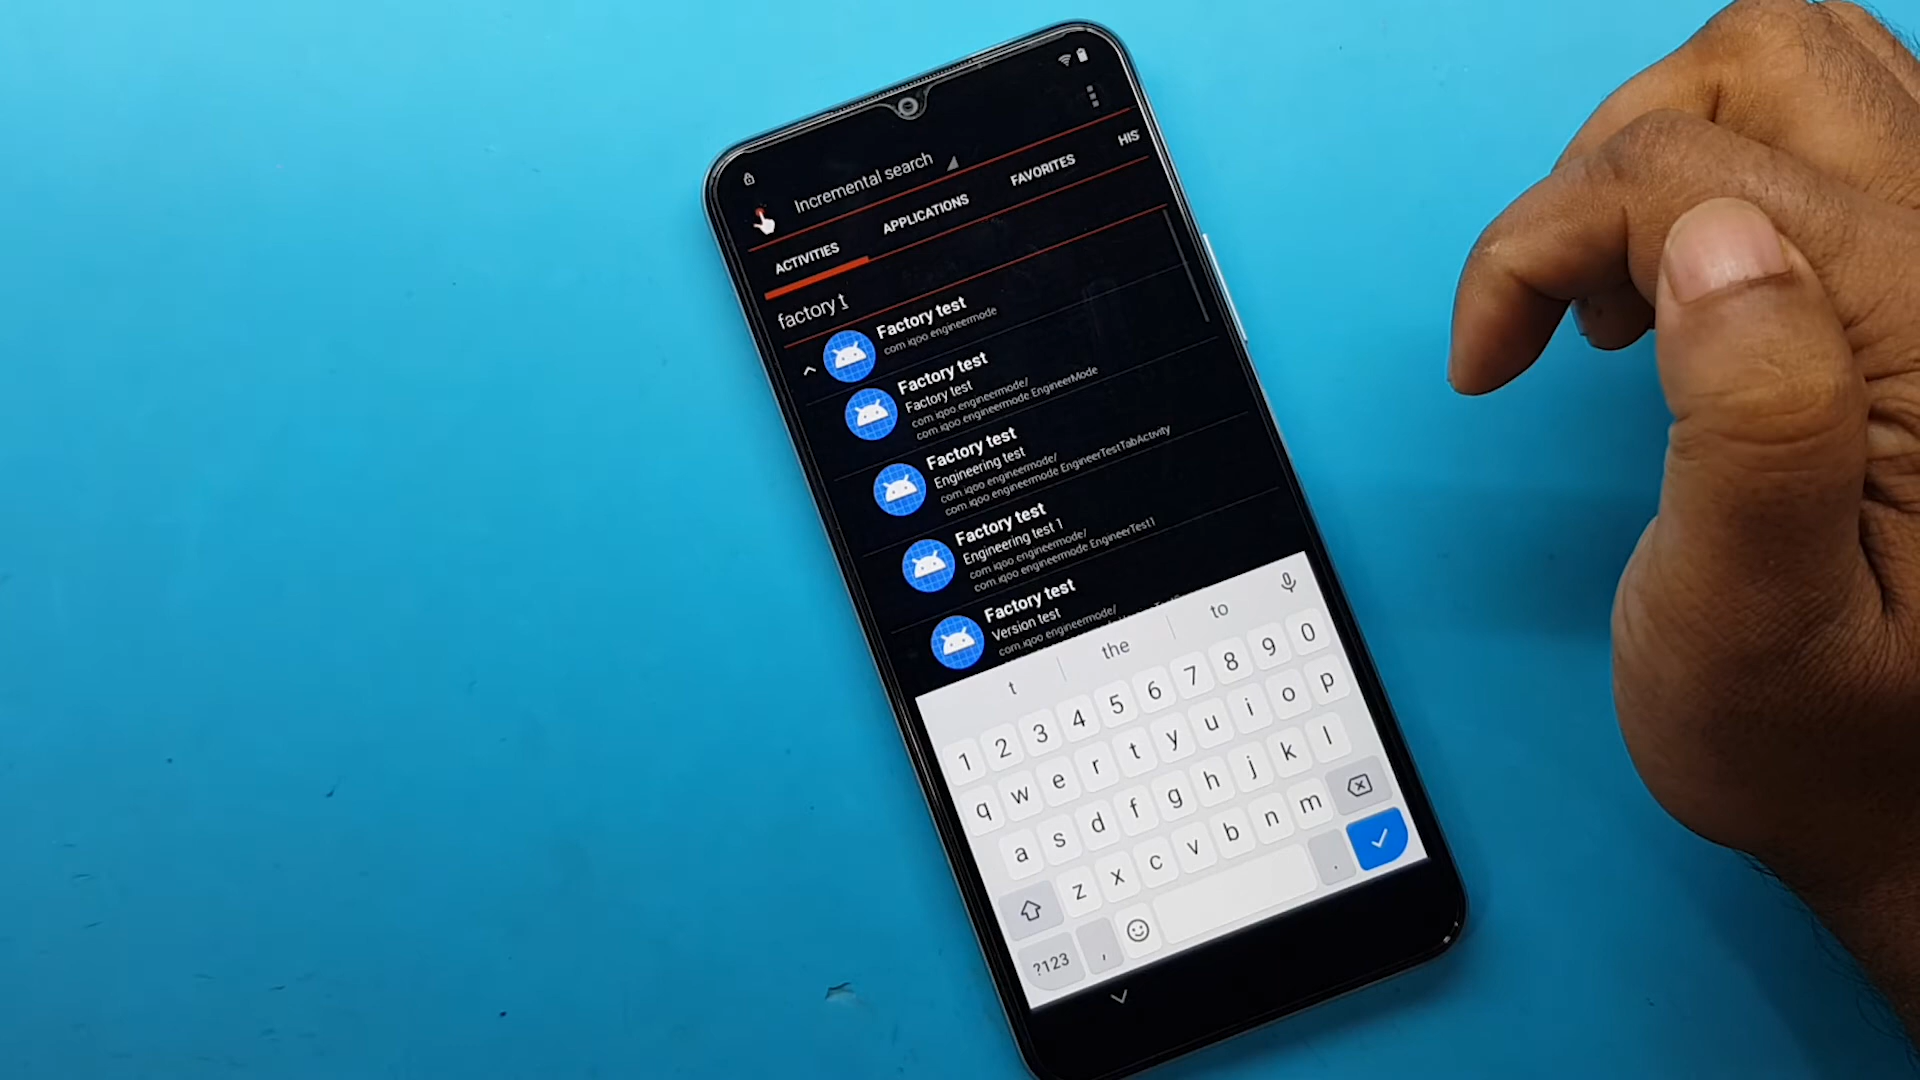 Incremental search
ACTIVITIES
APPLICATIONS
FAVORITES
HIS
factory t
Factory test
com.iqoo.engineermode
Factory test
Factory test
com.iqoo.engineermode/
com.iqoo.engineermode.EngineerMode
Factory test
Engineering test
com.iqoo.engineermode/
com.iqoo.engineermode.EngineerTestTabActivity
Factory test
Engineering test 1
com.iqoo.engineermode/
com.iqoo.engineermode.EngineerTest1
Factory test
Version test
com.iqoo.engineermode/
t the to
1 2 3 4 5 6 7 8 9 0
q w e r t y u i o p
a s d f g h j k l
z x c v b n m
?123 , .